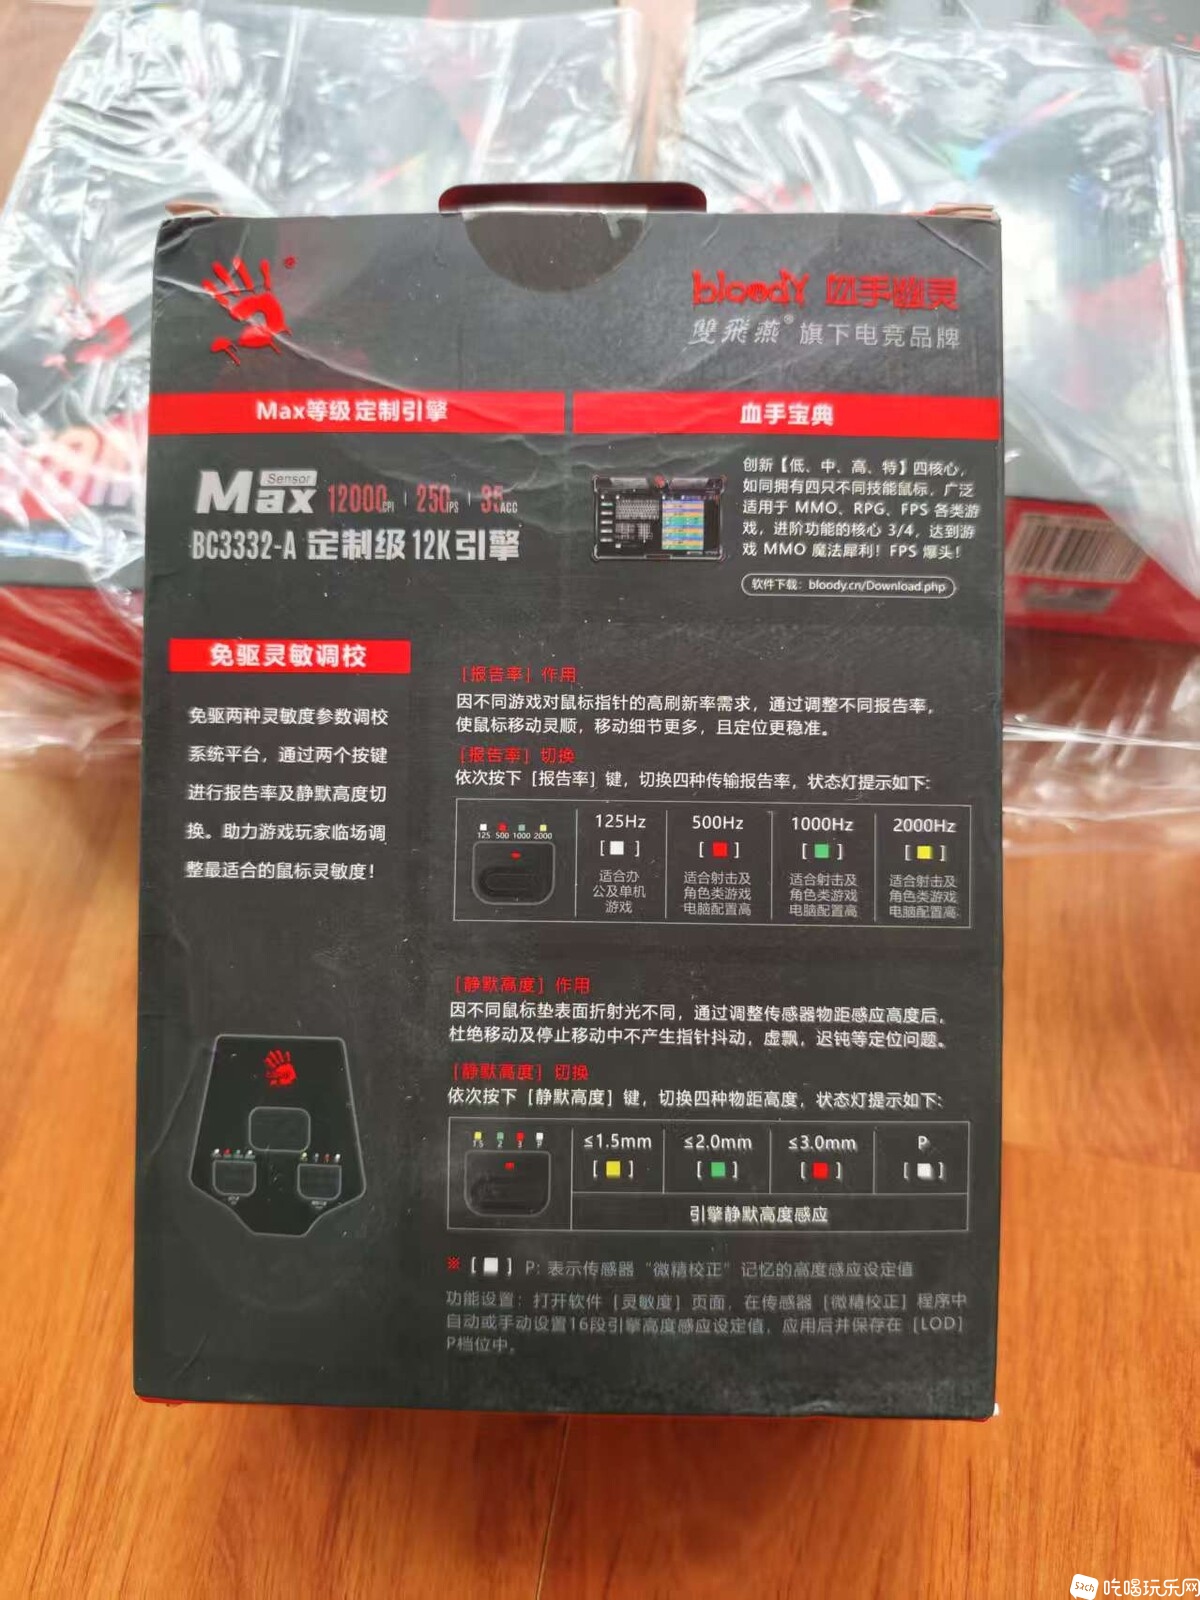 bloody 血手幽灵
雙飛燕® 旗下电竞品牌
Max等级定制引擎
血手宝典
Max Sensor 12000CPI 250IPS 35ACC
BC3332-A 定制级 12K引擎
创新【低、中、高、特】四核心，
如同拥有四只不同技能鼠标，广泛
适用于 MMO、RPG、FPS 各类游
戏，进阶功能的核心 3/4，达到游
戏 MMO 魔法犀利！FPS 爆头！
软件下载：bloody.cn/Download.php
免驱灵敏调校
免驱两种灵敏度参数调校
系统平台，通过两个按键
进行报告率及静默高度切
换。助力游戏玩家临场调
整最适合的鼠标灵敏度！
[报告率] 作用
因不同游戏对鼠标指针的高刷新率需求，通过调整不同报告率，
使鼠标移动灵顺，移动细节更多，且定位更稳准。
[报告率] 切换
依次按下 [报告率] 键，切换四种传输报告率，状态灯提示如下：
125 500 1000 2000
125Hz
[ ]
适合办
公及单机
游戏
500Hz
[ ]
适合射击及
角色类游戏
电脑配置高
1000Hz
[ ]
适合射击及
角色类游戏
电脑配置高
2000Hz
[ ]
适合射击及
角色类游戏
电脑配置高
[静默高度] 作用
因不同鼠标垫表面折射光不同，通过调整传感器物距感应高度后，
杜绝移动及停止移动中不产生指针抖动，虚飘，迟钝等定位问题。
[静默高度] 切换
依次按下 [静默高度] 键，切换四种物距高度，状态灯提示如下：
1.5 2 3 P
≤1.5mm ≤2.0mm ≤3.0mm P
[ ] [ ] [ ] [ ]
引擎静默高度感应
※ [ ] P: 表示传感器 “微精校正” 记忆的高度感应设定值
功能设置：打开软件 [灵敏度] 页面，在传感器 [微精校正] 程序中
自动或手动设置16段引擎高度感应设定值，应用后并保存在 [LOD]
P档位中。
52ch 吃喝玩乐网